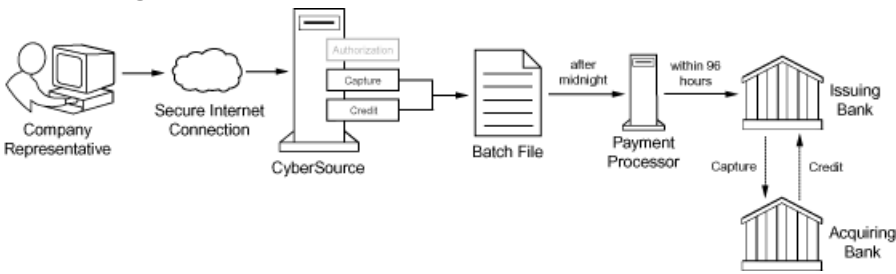 Company
Representative
Secure Internet
Connection
Authorization
Capture
Credit
CyberSource
Batch File
after
midnight
Payment
Processor
within 96
hours
Issuing
Bank
Capture
Credit
Acquiring
Bank